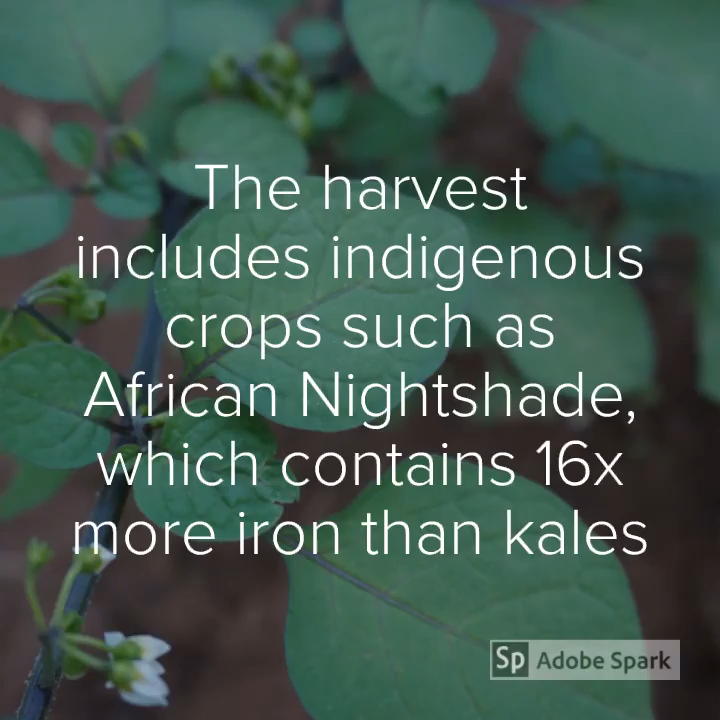 The harvest
includes indigenous
crops such as
African Nightshade,
which contains 16x
more iron than kales
Sp Adobe Spark